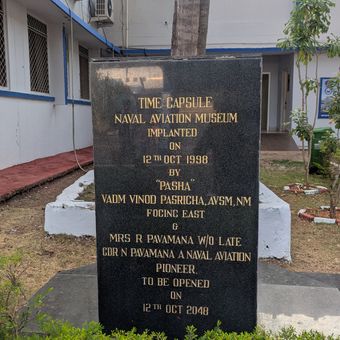 TIME CAPSULE
NAVAL AVIATION MUSEUM
IMPLANTED
ON
12TH OCT 1998
BY
"PASHA"
VADM VINOD PASRICHA, AVSM, NM
FOCING EAST
&
MRS R PAVAMANA W/O LATE
CDR N PAVAMANA A NAVAL AVIATION
PIONEER.
TO BE OPENED
ON
12TH OCT 2048